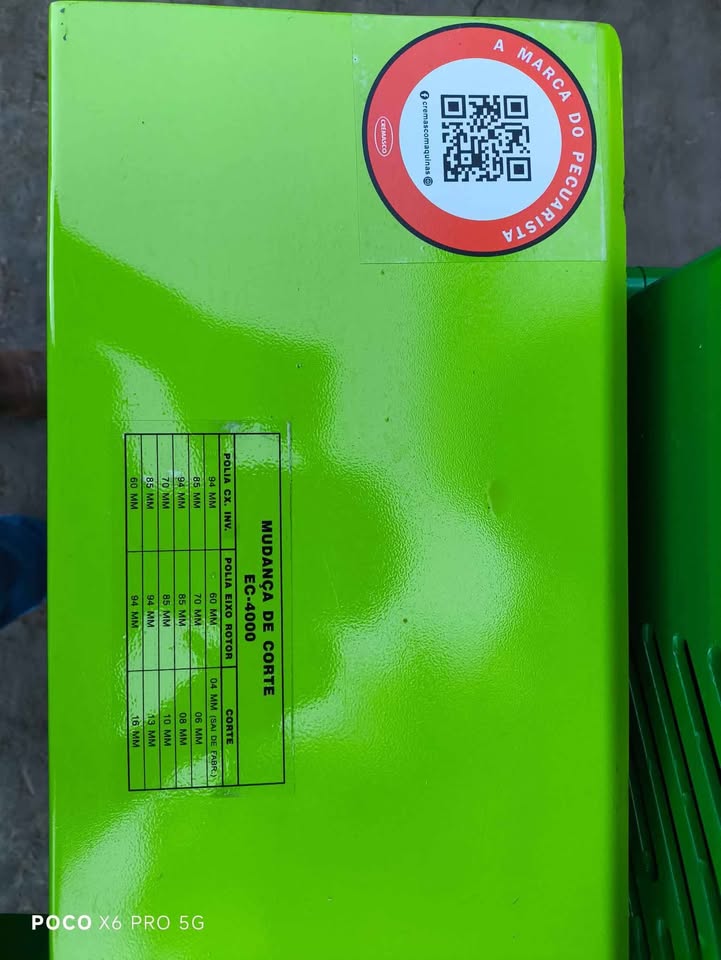 A MARCA DO PECUARISTA
cremascomaquinas
CREMASCO
MUDANÇA DE CORTE
EC-4000
POLIA CX. INV. POLIA EIXO ROTOR CORTE
94 MM 60 MM 04 MM (SAI DE FABR.)
85 MM 70 MM 06 MM
94 MM 85 MM 08 MM
70 MM 85 MM 10 MM
85 MM 94 MM 13 MM
60 MM 94 MM 16 MM
POCO X6 PRO 5G